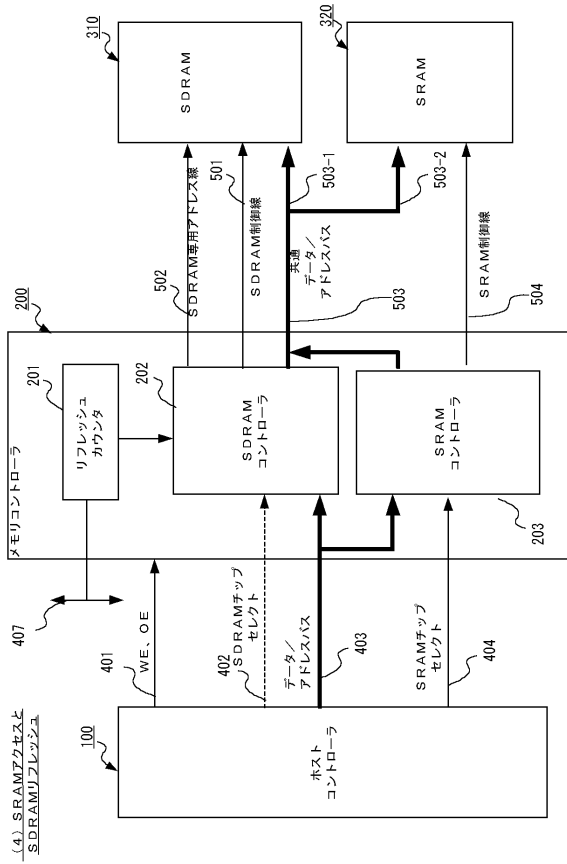 (4) SRAMアクセスと
SDRAMリフレッシュ
100
ホスト
コントローラ
407
401
WE、OE
402
SDRAMチップ
セレクト
データ/
アドレスバス
403
SRAMチップ
セレクト
404
メモリコントローラ
200
201
リフレッシュ
カウンタ
202
SDRAM
コントローラ
SRAM
コントローラ
203
502
SDRAM専用アドレス線
501
SDRAM制御線
共通
データ/
アドレスバス
503
503-1
503-2
SRAM制御線
504
310
SDRAM
320
SRAM